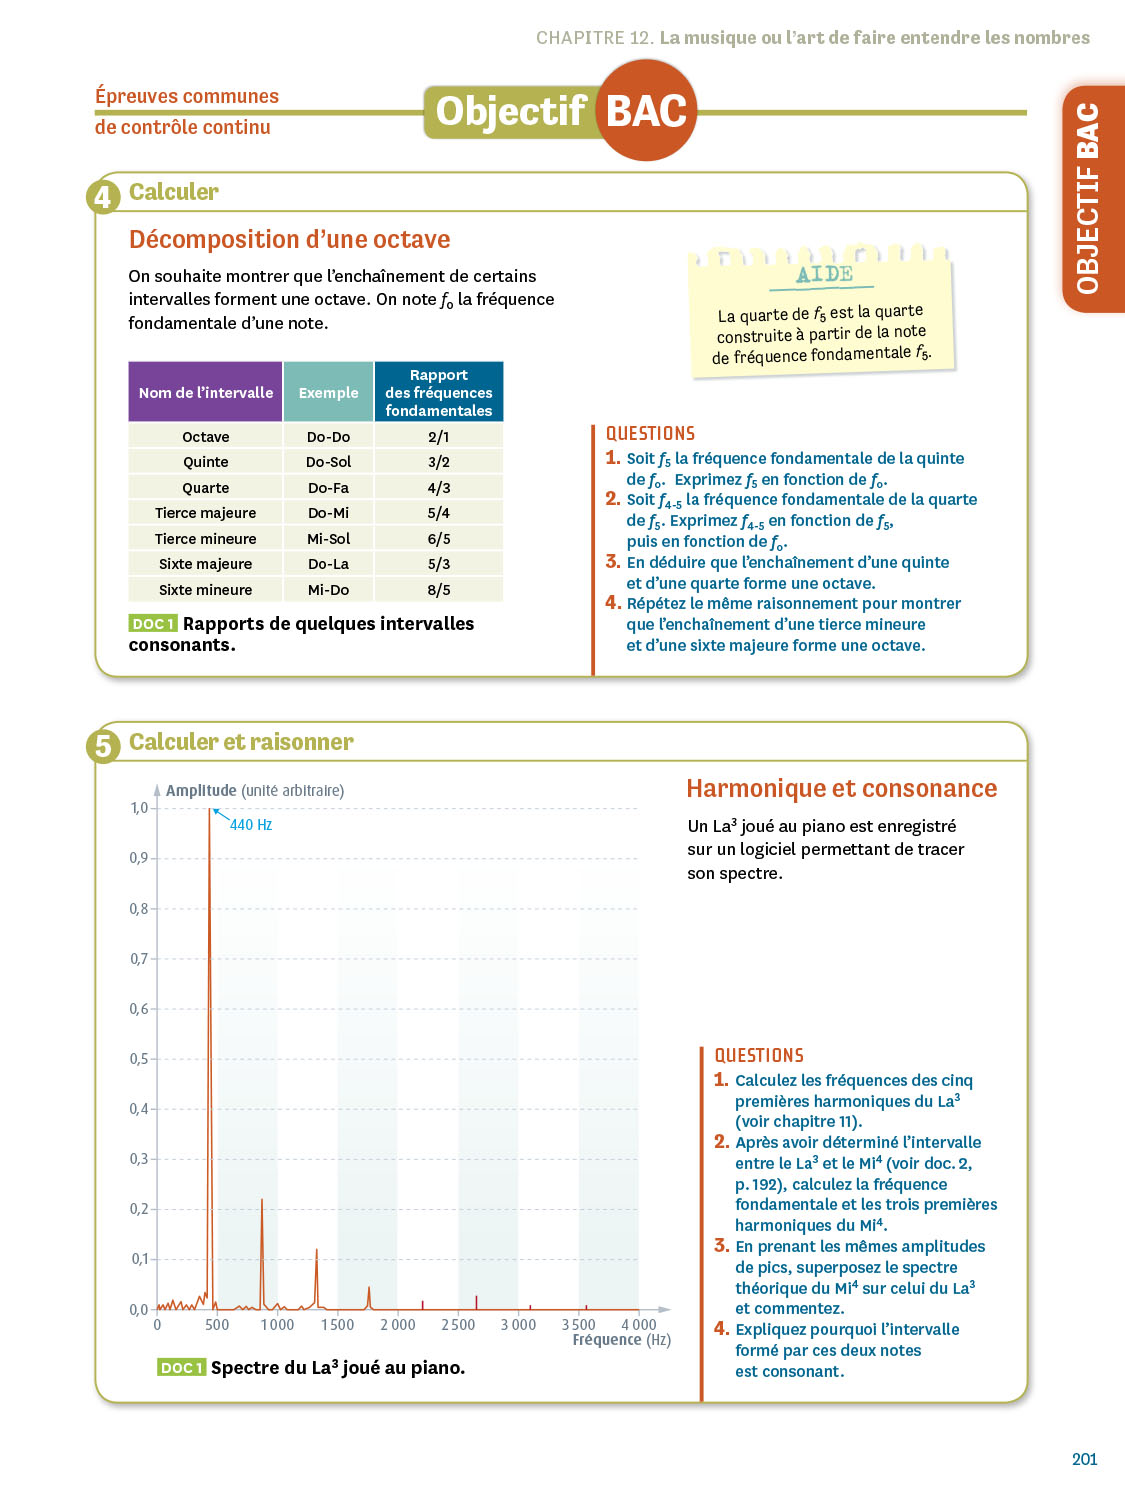 CHAPITRE 12. La musique ou l'art de faire entendre les nombres
Épreuves communes
de contrôle continu
Objectif BAC
OBJECTIF BAC
4 Calculer
Décomposition d'une octave
On souhaite montrer que l'enchaînement de certains
intervalles forment une octave. On note f₀ la fréquence
fondamentale d'une note.
AIDE
La quarte de f₅ est la quarte
construite à partir de la note
de fréquence fondamentale f₅.
Nom de l'intervalle Exemple Rapport
des fréquences
fondamentales
Octave Do-Do 2/1
Quinte Do-Sol 3/2
Quarte Do-Fa 4/3
Tierce majeure Do-Mi 5/4
Tierce mineure Mi-Sol 6/5
Sixte majeure Do-La 5/3
Sixte mineure Mi-Do 8/5
DOC 1 Rapports de quelques intervalles
consonants.
QUESTIONS
1. Soit f₅ la fréquence fondamentale de la quinte
de f₀. Exprimez f₅ en fonction de f₀.
2. Soit f₄₋₅ la fréquence fondamentale de la quarte
de f₅. Exprimez f₄₋₅ en fonction de f₅,
puis en fonction de f₀.
3. En déduire que l'enchaînement d'une quinte
et d'une quarte forme une octave.
4. Répétez le même raisonnement pour montrer
que l'enchaînement d'une tierce mineure
et d'une sixte majeure forme une octave.
5 Calculer et raisonner
Amplitude (unité arbitraire)
440 Hz
1,0
0,9
0,8
0,7
0,6
0,5
0,4
0,3
0,2
0,1
0,0
0 500 1 000 1 500 2 000 2 500 3 000 3 500 4 000
Fréquence (Hz)
DOC 1 Spectre du La³ joué au piano.
Harmonique et consonance
Un La³ joué au piano est enregistré
sur un logiciel permettant de tracer
son spectre.
QUESTIONS
1. Calculez les fréquences des cinq
premières harmoniques du La³
(voir chapitre 11).
2. Après avoir déterminé l'intervalle
entre le La³ et le Mi⁴ (voir doc. 2,
p. 192), calculez la fréquence
fondamentale et les trois premières
harmoniques du Mi⁴.
3. En prenant les mêmes amplitudes
de pics, superposez le spectre
théorique du Mi⁴ sur celui du La³
et commentez.
4. Expliquez pourquoi l'intervalle
formé par ces deux notes
est consonant.
201